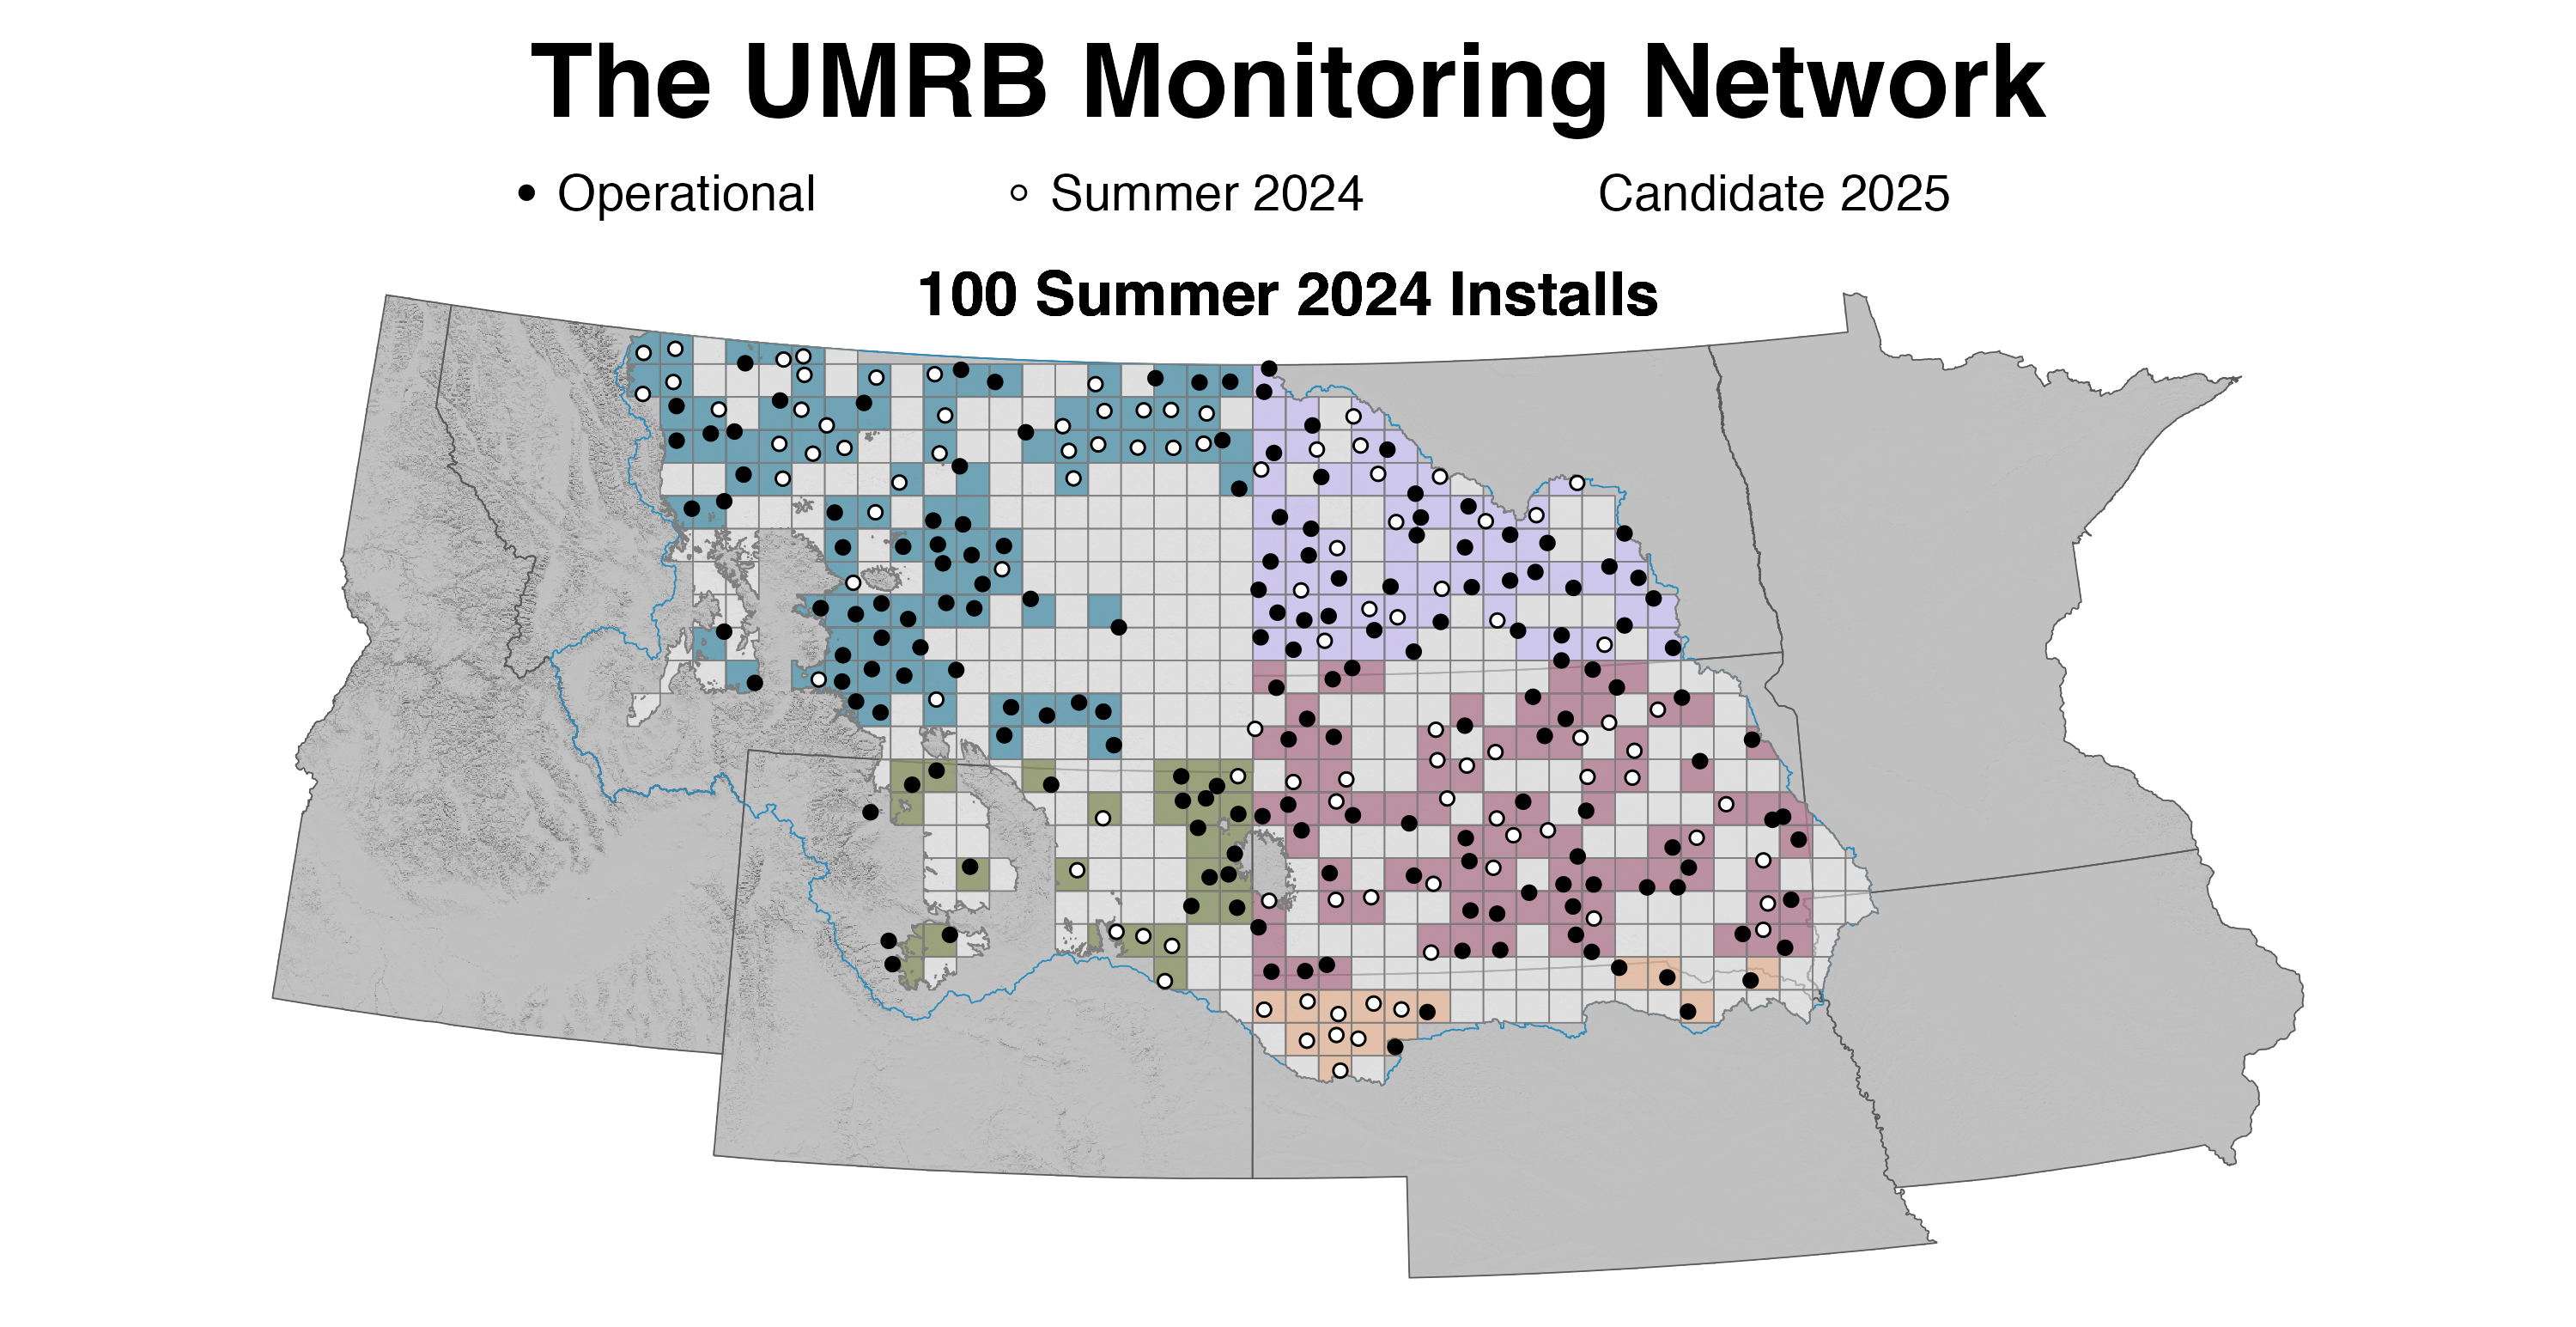 The UMRB Monitoring Network
Operational Summer 2024 Candidate 2025
100 Summer 2024 Installs